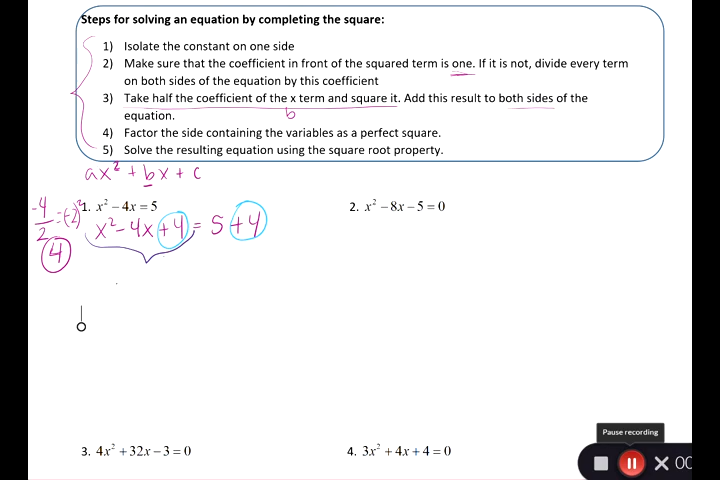 Steps for solving an equation by completing the square:
1) Isolate the constant on one side
2) Make sure that the coefficient in front of the squared term is one. If it is not, divide every term
on both sides of the equation by this coefficient
3) Take half the coefficient of the x term and square it. Add this result to both sides of the
equation.
b
4) Factor the side containing the variables as a perfect square.
5) Solve the resulting equation using the square root property.
ax² + bx + c
1. x² − 4x = 5
2. x² − 8x − 5 = 0
-4/2 = (-2)²
4
x² - 4x + 4 = 5 + 4
3. 4x² + 32x − 3 = 0
4. 3x² + 4x + 4 = 0
Pause recording
00